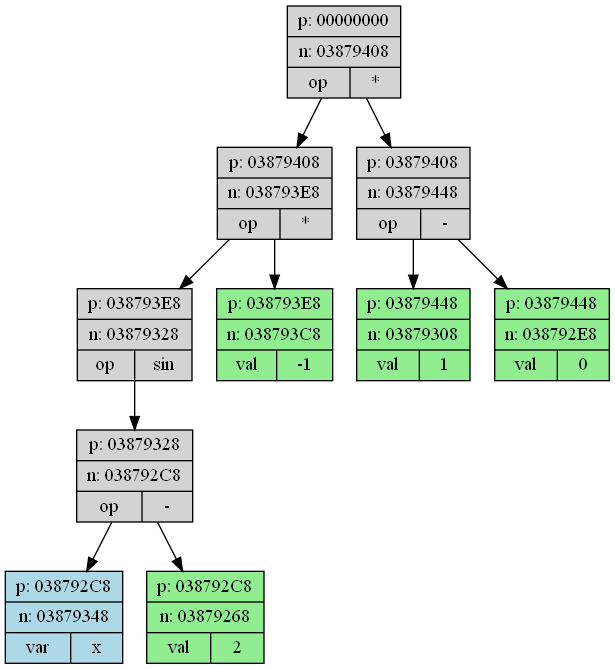 p: 00000000
n: 03879408
op *
p: 03879408
n: 038793E8
op *
p: 03879408
n: 03879448
op -
p: 038793E8
n: 03879328
op sin
p: 038793E8
n: 038793C8
val -1
p: 03879448
n: 03879308
val 1
p: 03879448
n: 038792E8
val 0
p: 03879328
n: 038792C8
op -
p: 038792C8
n: 03879348
var x
p: 038792C8
n: 03879268
val 2